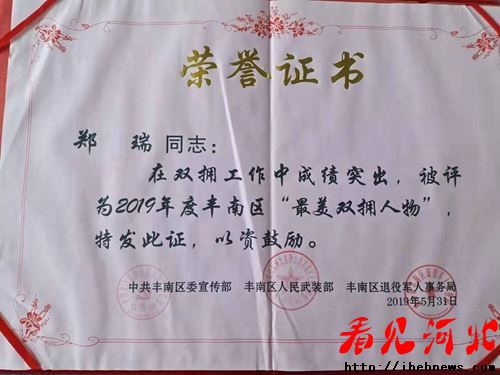 荣誉证书
郑 瑞 同志：
在双拥工作中成绩突出，被评
为2019年度丰南区“最美双拥人物”，
特发此证，以资鼓励。
中共丰南区委宣传部 丰南区人民武装部 丰南区退役军人事务局
2019年5月31日
看见河北
http://ihebnews.com